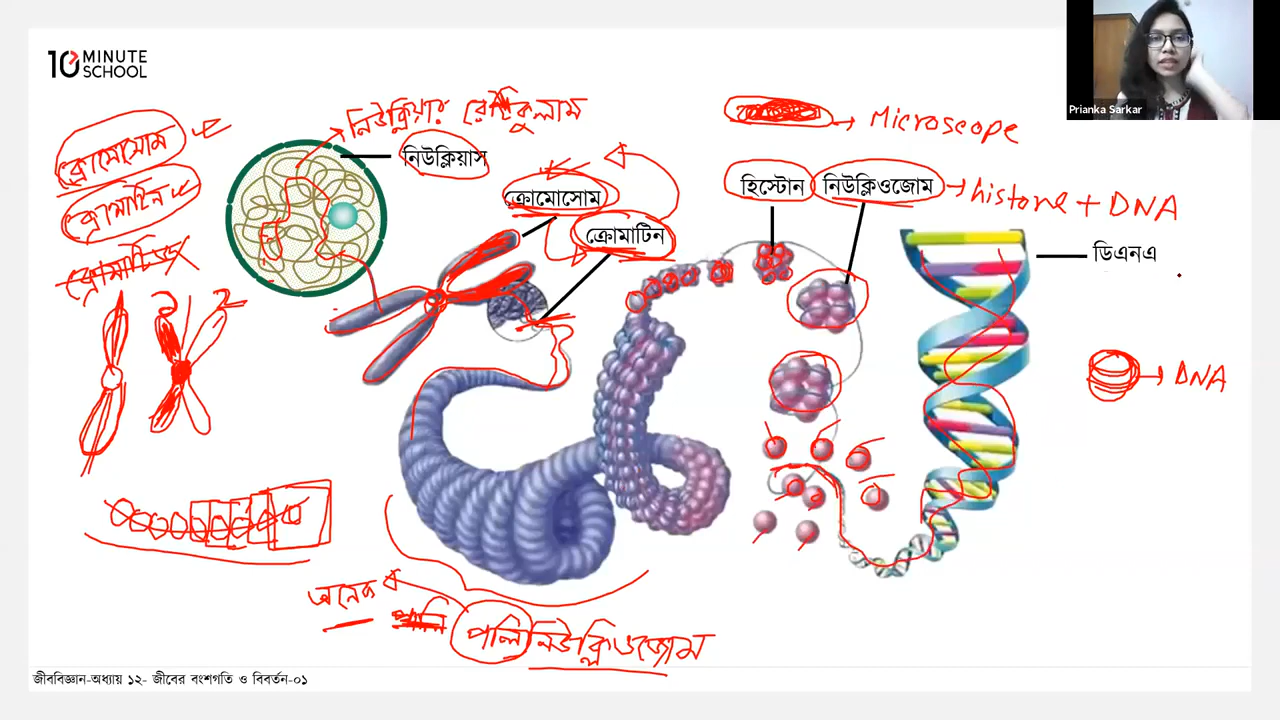 10 MINUTE
SCHOOL
Prianka Sarkar
নিউক্লিয়ার রেটিকুলাম
Microscope
ক্রোমোসোম
নিউক্লিয়াস
ক্রোমাটিন
ক্রোমাটিড
ক্রোমোসোম
ক্রোমাটিন
হিস্টোন
নিউক্লিওজোম
histone + DNA
ডিএনএ
DNA
অনেক
পলিনিউক্লিওজোম
জীববিজ্ঞান-অধ্যায় ১২- জীবের বংশগতি ও বিবর্তন-০১